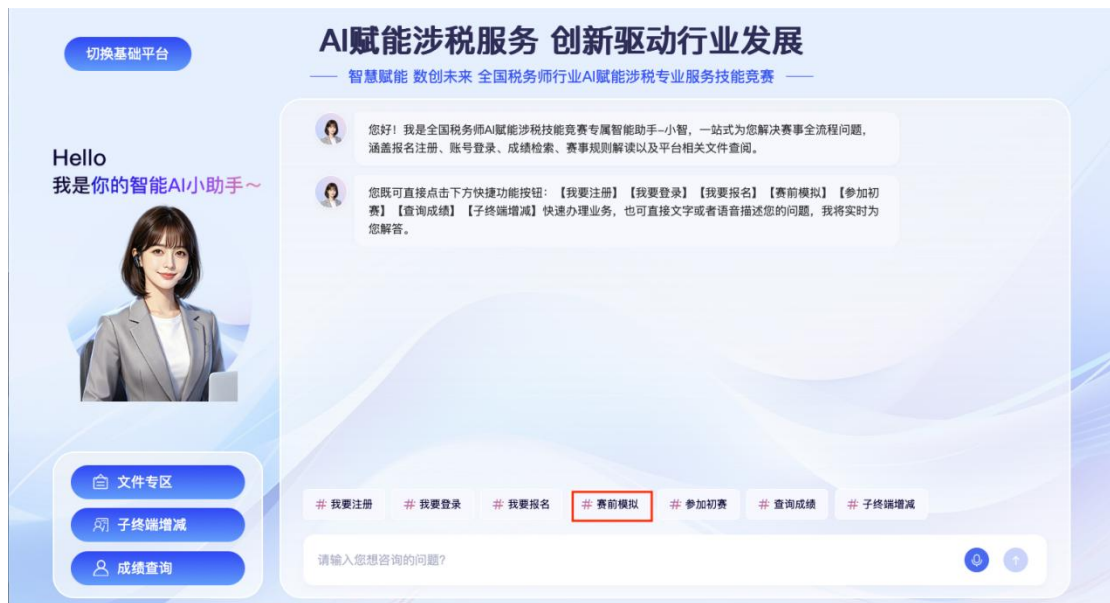 切换基础平台
AI赋能涉税服务 创新驱动行业发展
智慧赋能 数创未来 全国税务师行业AI赋能涉税专业服务技能竞赛
您好！我是全国税务师AI赋能涉税技能竞赛专属智能助手-小智，一站式为您解决赛事全流程问题，
涵盖报名注册、账号登录、成绩检索、赛事规则解读以及平台相关文件查阅。
Hello
我是你的智能AI小助手～
您既可直接点击下方快捷功能按钮：【我要注册】【我要登录】【我要报名】【赛前模拟】【参加初
赛】【查询成绩】【子终端增减】快速办理业务，也可直接文字或者语音描述您的问题，我将实时为
您解答。
文件专区
子终端增减
成绩查询
# 我要注册 # 我要登录 # 我要报名 # 赛前模拟 # 参加初赛 # 查询成绩 # 子终端增减
请输入您想咨询的问题?